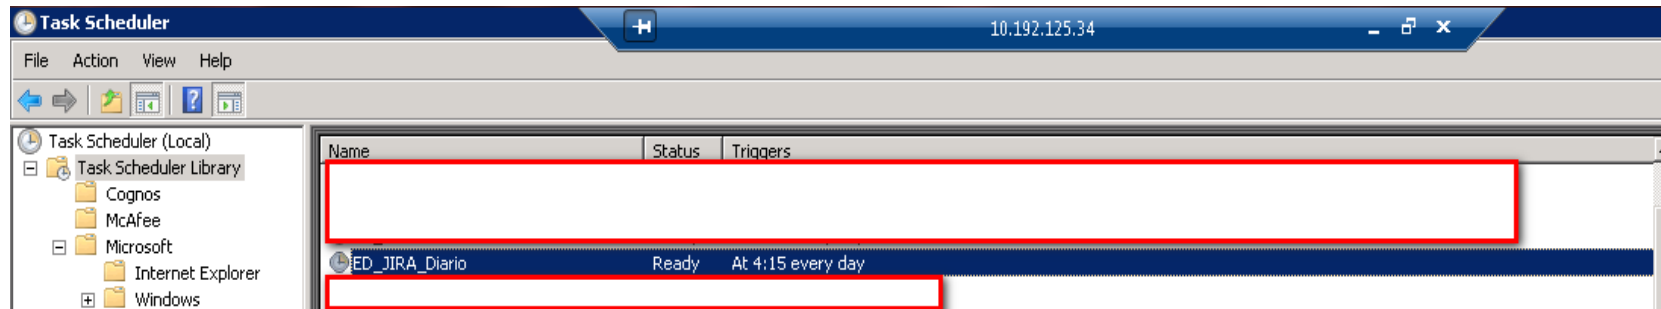 Task Scheduler
10.192.125.34
File Action View Help
Task Scheduler (Local)
Name Status Triggers
Task Scheduler Library
Cognos
McAfee
Microsoft
ED_JIRA_Diario Ready At 4:15 every day
Internet Explorer
Windows